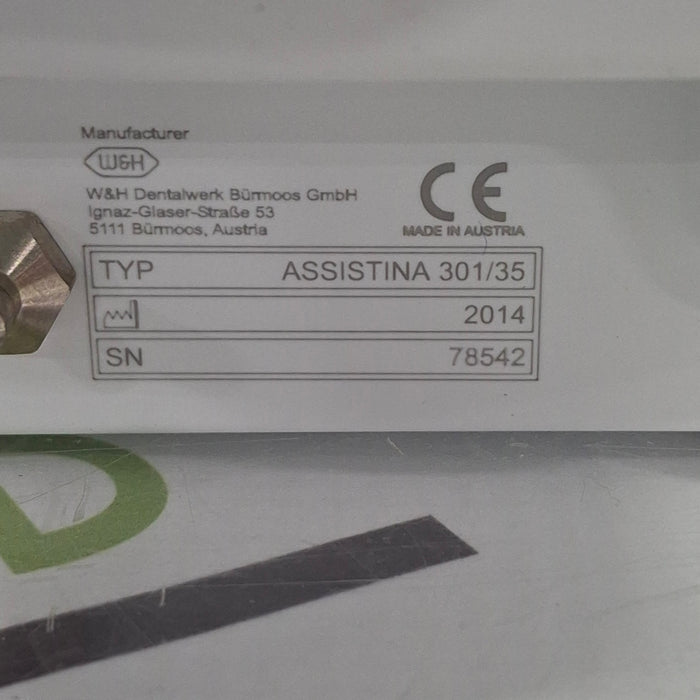 Manufacturer
W&H
W&H Dentalwerk Bürmoos GmbH
Ignaz-Glaser-Straße 53
5111 Bürmoos, Austria
CE
MADE IN AUSTRIA
TYP ASSISTINA 301/35
2014
SN 78542